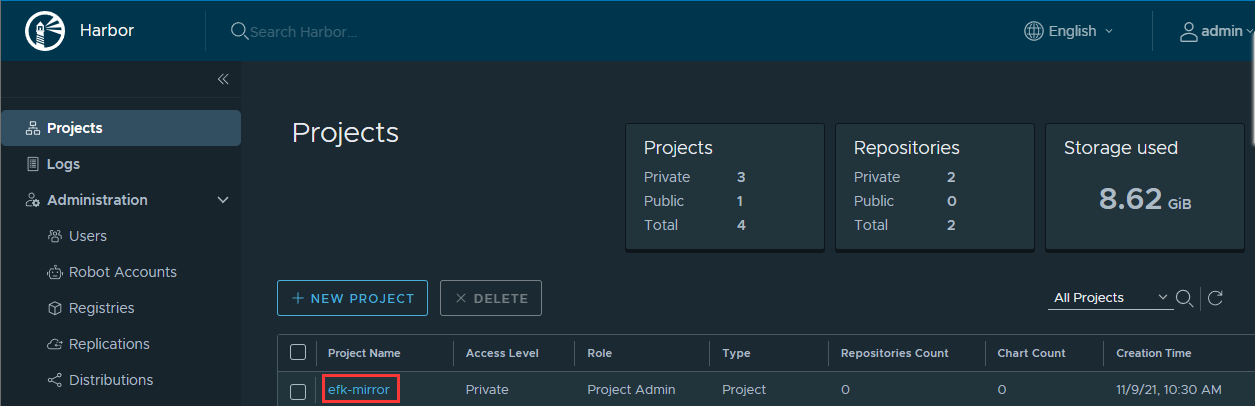 Harbor
Search Harbor...
English
admin
Projects
Logs
Administration
Users
Robot Accounts
Registries
Replications
Distributions
Projects
Projects
Private 3
Public 1
Total 4
Repositories
Private 2
Public 0
Total 2
Storage used
8.62 GiB
+ NEW PROJECT
× DELETE
All Projects
Project Name Access Level Role Type Repositories Count Chart Count Creation Time
efk-mirror Private Project Admin Project 0 0 11/9/21, 10:30 AM